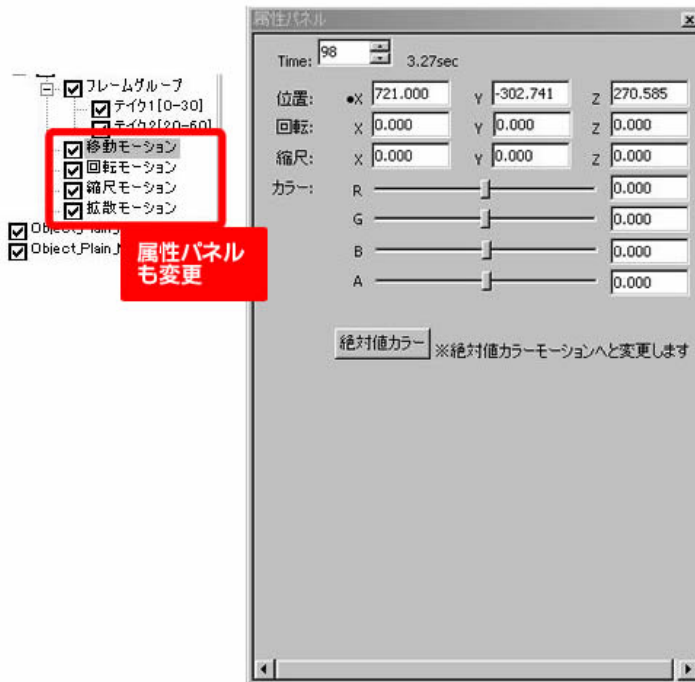 フレームグループ
テイク1[0-30]
テイク2[20-60]
移動モーション
回転モーション
縮尺モーション
拡散モーション
Object_Plain_
Object_Plain_
属性パネル
も変更
属性パネル
Time: 98 3.27sec
位置: ●X 721.000 Y -302.741 Z 270.585
回転: X 0.000 Y 0.000 Z 0.000
縮尺: X 0.000 Y 0.000 Z 0.000
カラー: R 0.000
G 0.000
B 0.000
A 0.000
絶対値カラー ※絶対値カラーモーションへと変更します